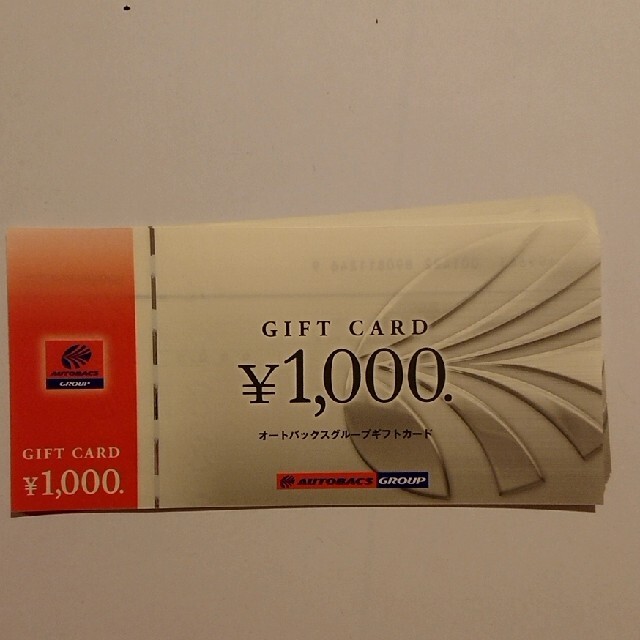 AUTOBACS
GROUP
GIFT CARD
¥1,000.
GIFT CARD
¥1,000.
オートバックスグループギフトカード
AUTOBACS GROUP